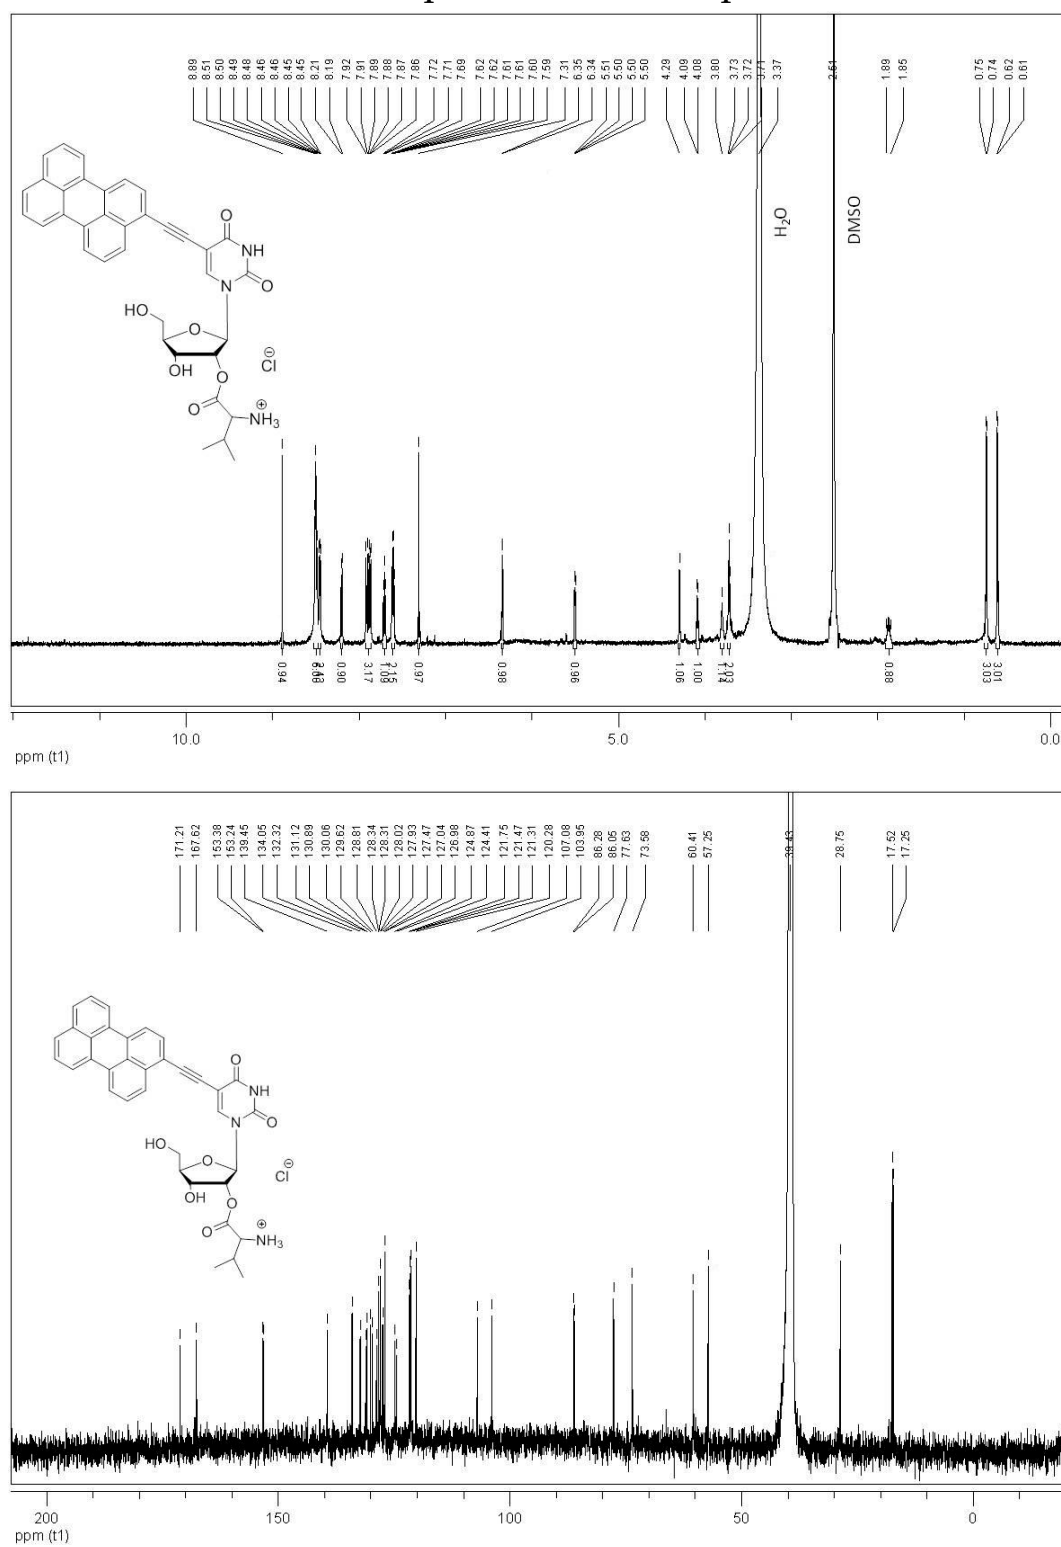 8.89 8.51 8.50 8.49 8.48 8.46 8.46 8.45 8.45 8.21 8.19 7.92 7.91 7.89 7.88 7.87 7.86 7.72 7.71 7.69 7.62 7.62 7.61 7.61 7.60 7.59 7.31 6.35 6.34 5.51 5.50 5.50 5.50 4.29 4.09 4.08 3.80 3.73 3.72 3.71 3.37 2.61 1.89 1.85 0.75 0.74 0.62 0.61
O
NH
N
O
HO
O
OH
O
Cl
⊖
O
⊕
NH3
H2O
DMSO
0.94 0.90 3.17 1.09 2.15 0.97 0.98 0.96 1.06 1.00 1.14 2.03 0.88 3.03 3.01
10.0 5.0 0.0
ppm (t1)
171.21 167.62 153.38 153.24 139.45 134.05 132.32 131.12 130.89 130.06 129.62 128.81 128.34 128.31 128.02 127.93 127.47 127.04 126.98 124.87 124.41 121.75 121.47 121.31 120.28 107.08 103.95 86.28 86.05 77.63 73.58 60.41 57.25 39.43 28.75 17.52 17.25
O
NH
N
O
HO
O
OH
O
Cl
⊖
O
⊕
NH3
200 150 100 50 0
ppm (t1)